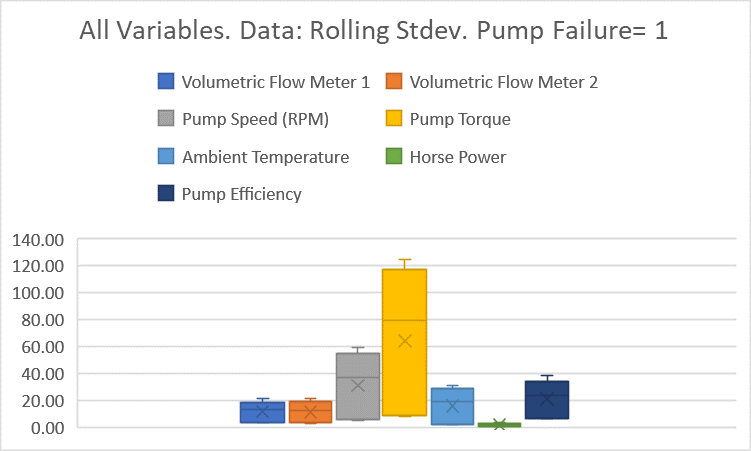 All Variables. Data: Rolling Stdev. Pump Failure= 1
Volumetric Flow Meter 1
Volumetric Flow Meter 2
Pump Speed (RPM)
Pump Torque
Ambient Temperature
Horse Power
Pump Efficiency
140.00
120.00
100.00
80.00
60.00
40.00
20.00
0.00